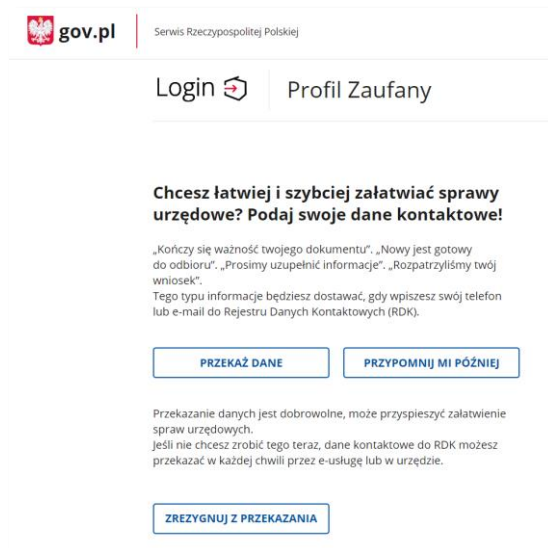 gov.pl
Serwis Rzeczypospolitej Polskiej
Login
Profil Zaufany
Chcesz łatwiej i szybciej załatwiać sprawy
urzędowe? Podaj swoje dane kontaktowe!
„Kończy się ważność twojego dokumentu". „Nowy jest gotowy
do odbioru". „Prosimy uzupełnić informacje". „Rozpatrzyliśmy twój
wniosek".
Tego typu informacje będziesz dostawać, gdy wpiszesz swój telefon
lub e-mail do Rejestru Danych Kontaktowych (RDK).
PRZEKAŻ DANE
PRZYPOMNIJ MI PÓŹNIEJ
Przekazanie danych jest dobrowolne, może przyspieszyć załatwienie
spraw urzędowych.
Jeśli nie chcesz zrobić tego teraz, dane kontaktowe do RDK możesz
przekazać w każdej chwili przez e-usługę lub w urzędzie.
ZREZYGNUJ Z PRZEKAZANIA